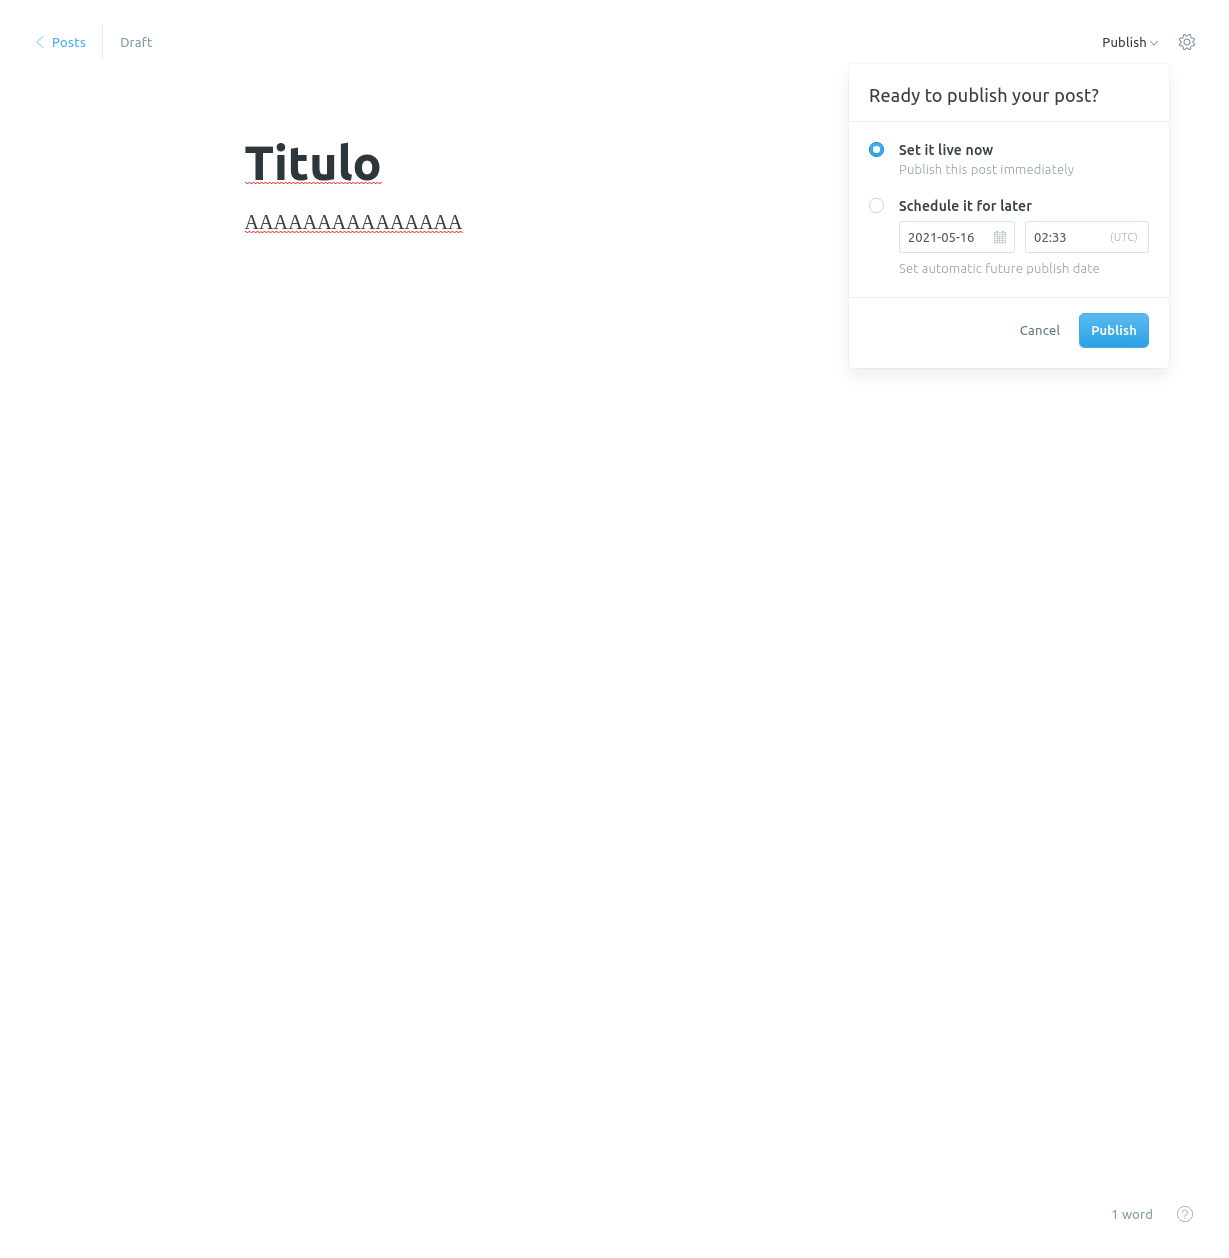 Posts
Draft
Publish
Ready to publish your post?
Titulo
Set it live now
Publish this post immediately
Schedule it for later
AAAAAAAAAAAAAAA
2021-05-16
02:33
(UTC)
Set automatic future publish date
Cancel
Publish
1 word